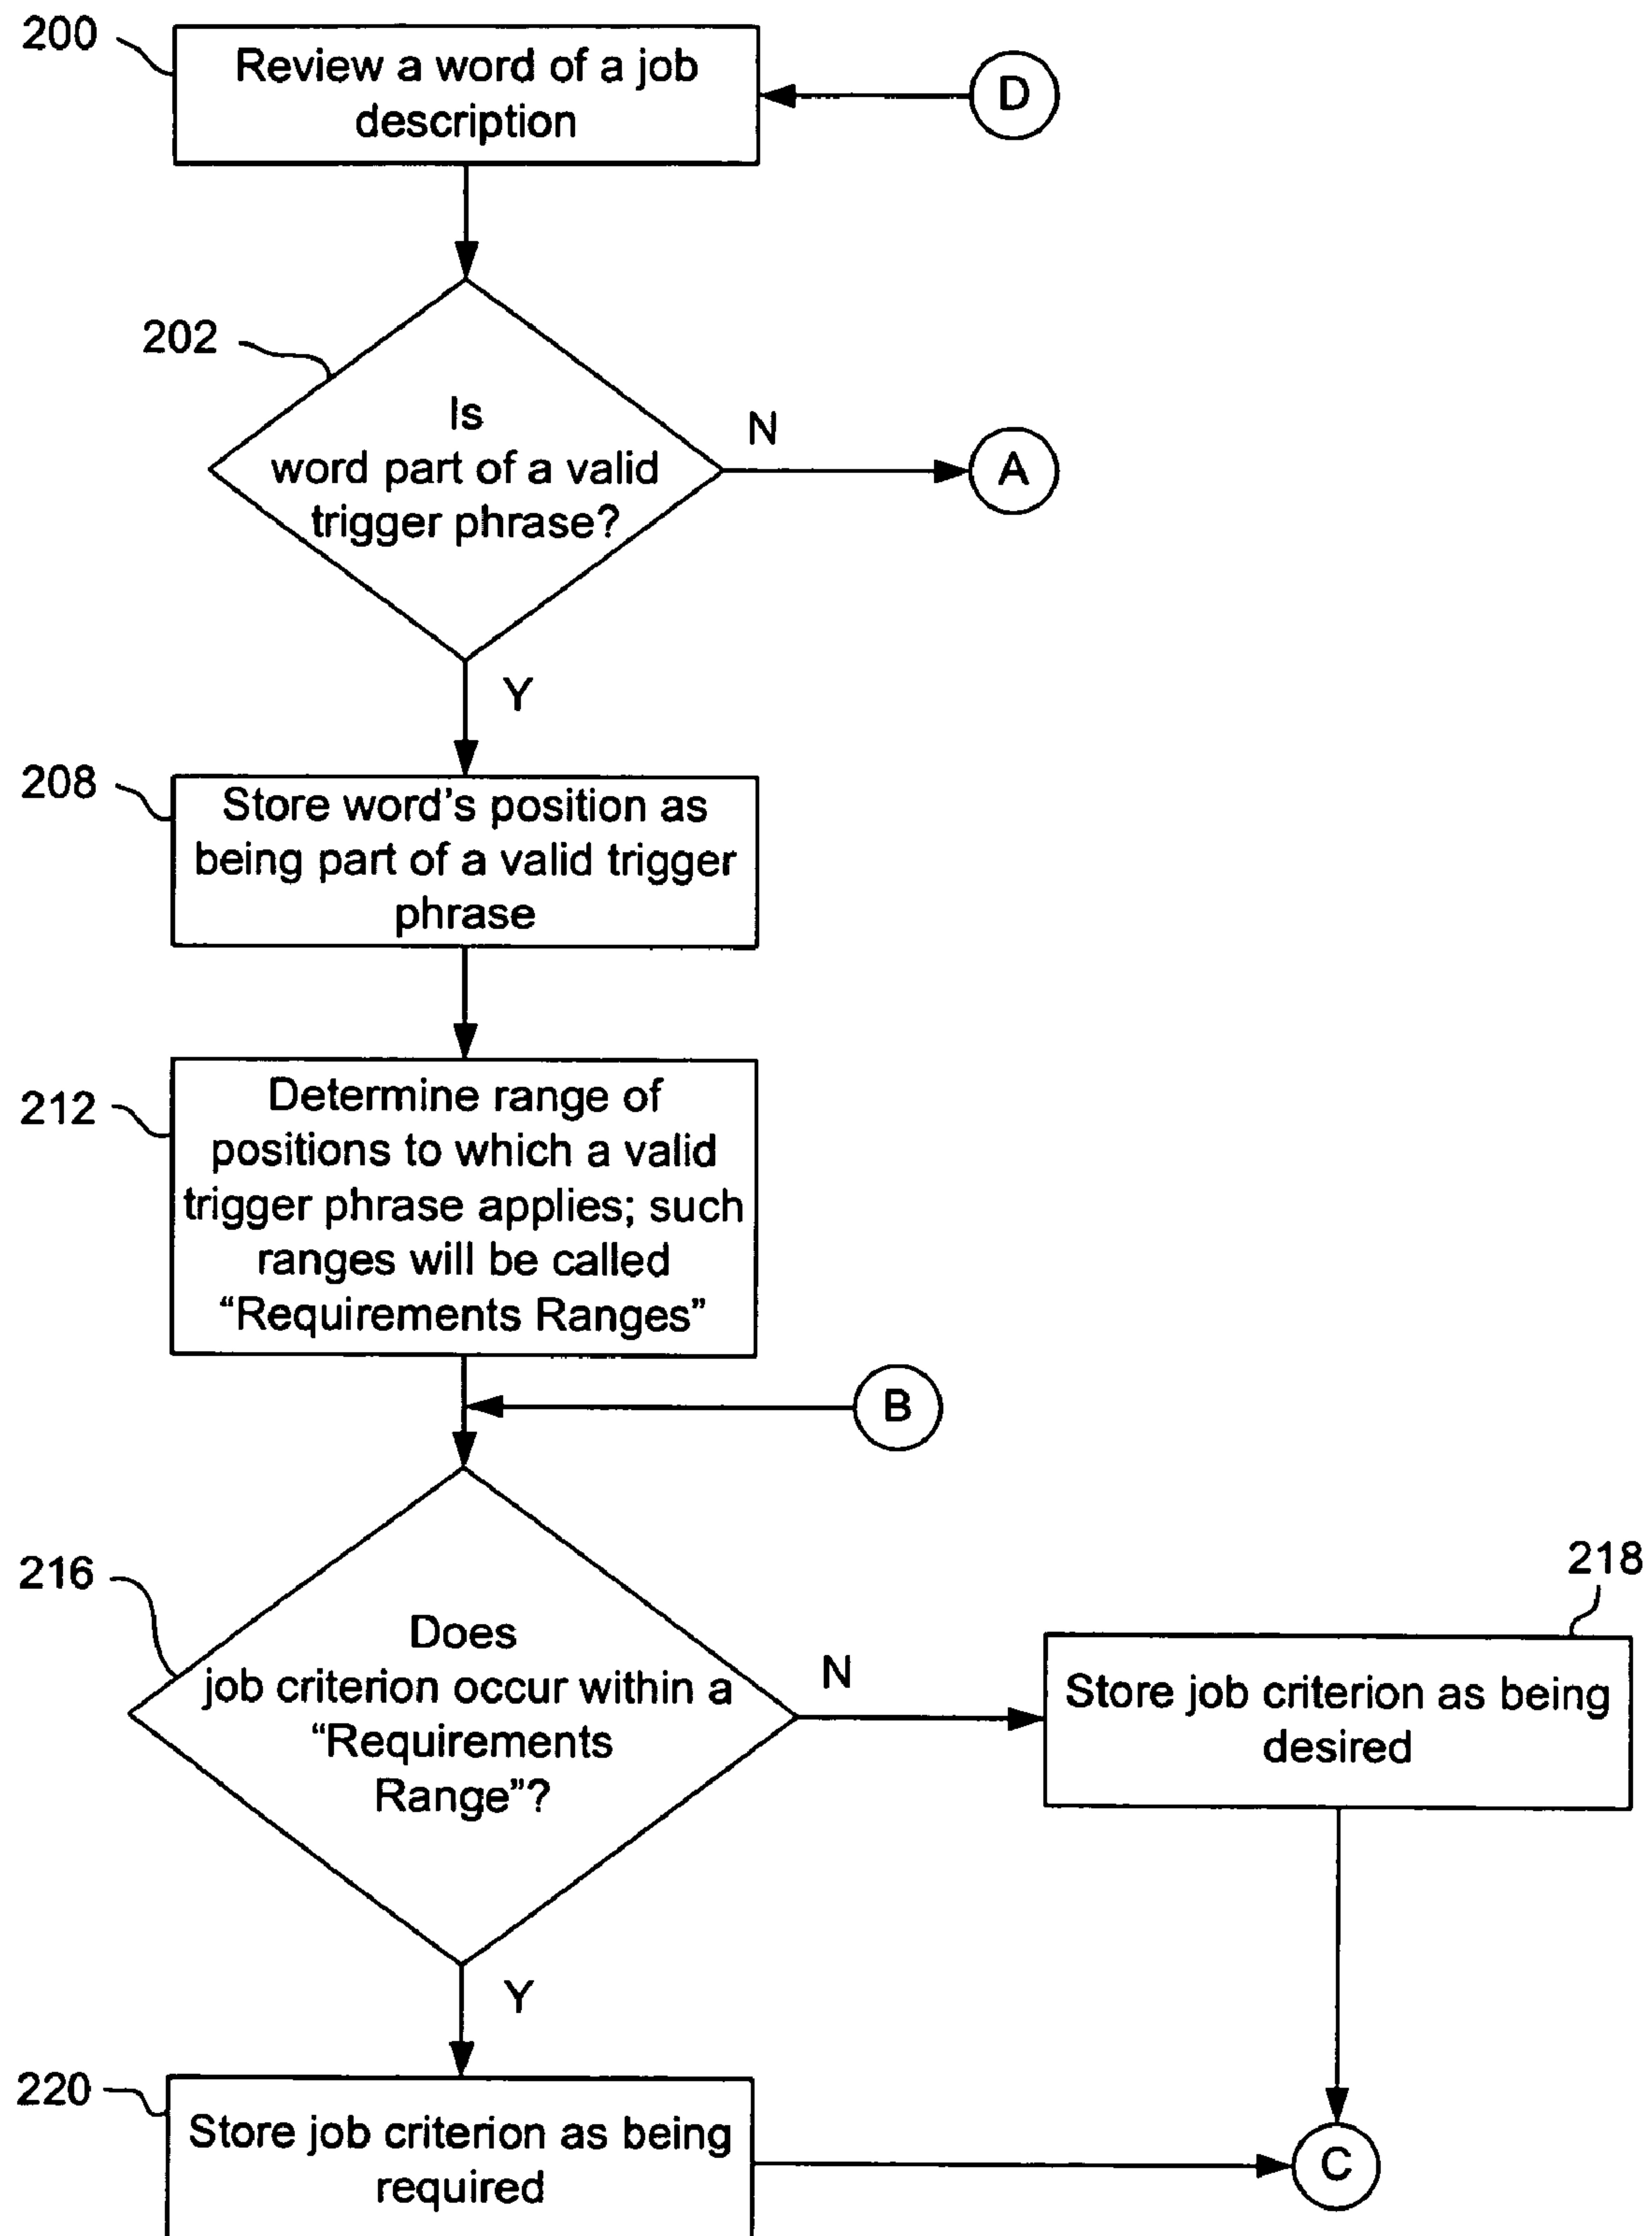 200
Review a word of a job
description
D
202
Is
word part of a valid
trigger phrase?
N
A
Y
208
Store word’s position as
being part of a valid trigger
phrase
212
Determine range of
positions to which a valid
trigger phrase applies; such
ranges will be called
“Requirements Ranges”
B
216
Does
job criterion occur within a
“Requirements
Range”?
N
218
Store job criterion as being
desired
Y
220
Store job criterion as being
required
C